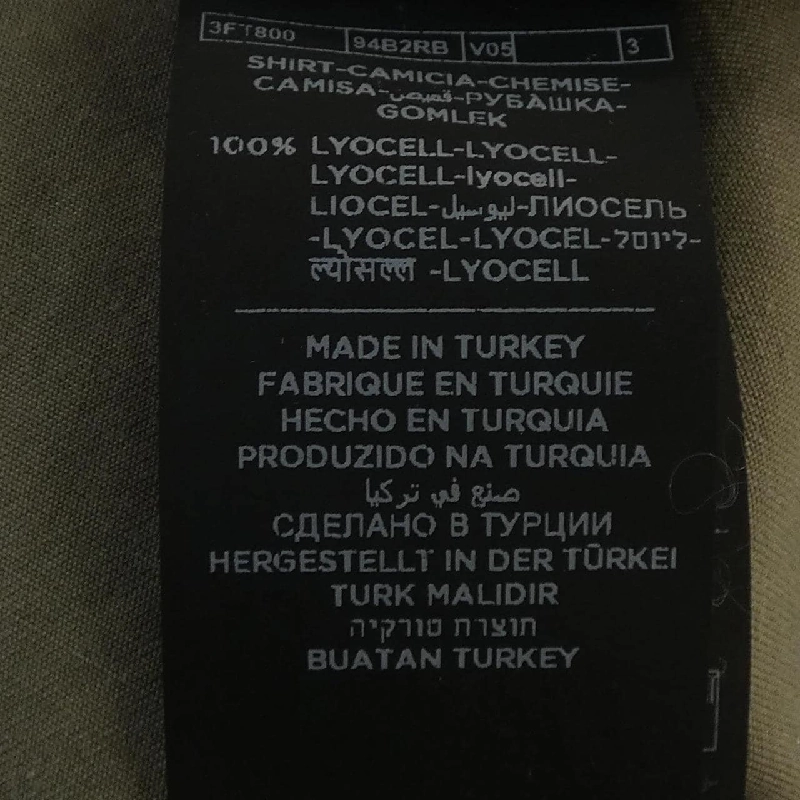 3FT800 94B2RB V05 3
SHIRT-CAMICIA-CHEMISE-
CAMISA-قميص-РУБАШКА-
GOMLEK
100% LYOCELL-LYOCELL-
LYOCELL-lyocell-
LIOCEL-ليوسيل-ЛИОСЕЛЬ
-LYOCEL-LYOCEL-ליוסל-
ल्योसल्ल -LYOCELL
MADE IN TURKEY
FABRIQUE EN TURQUIE
HECHO EN TURQUIA
PRODUZIDO NA TURQUIA
صنع في تركيا
СДЕЛАНО В ТУРЦИИ
HERGESTELLT IN DER TÜRKEI
TURK MALIDIR
תוצרת טורקיה
BUATAN TURKEY